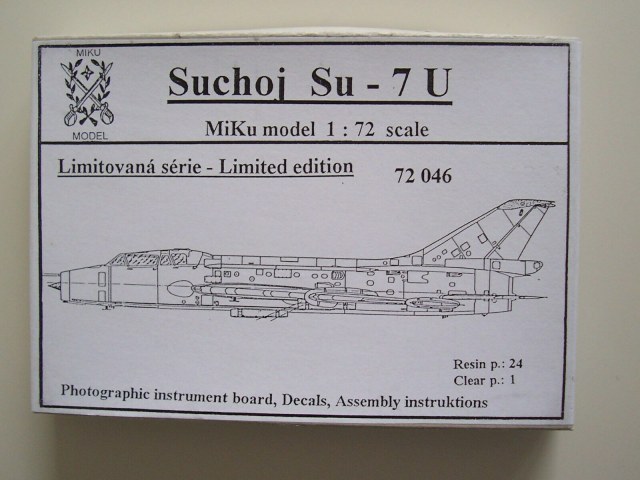 MIKU
MODEL
Suchoj Su - 7 U
MiKu model 1 : 72 scale
Limitovaná série - Limited edition
72 046
Resin p.: 24
Clear p.: 1
Photographic instrument board, Decals, Assembly instruktions